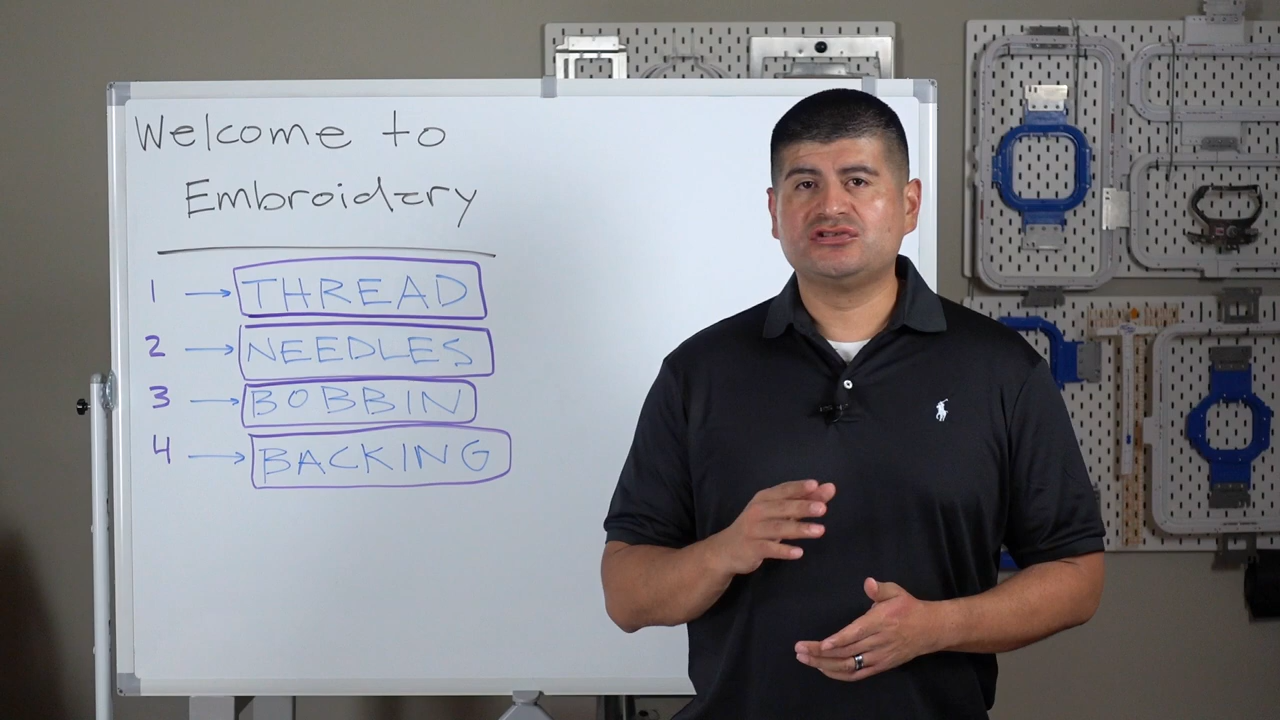 Welcome to
Embroidery
1 → THREAD
2 → NEEDLES
3 → BOBBIN
4 → BACKING